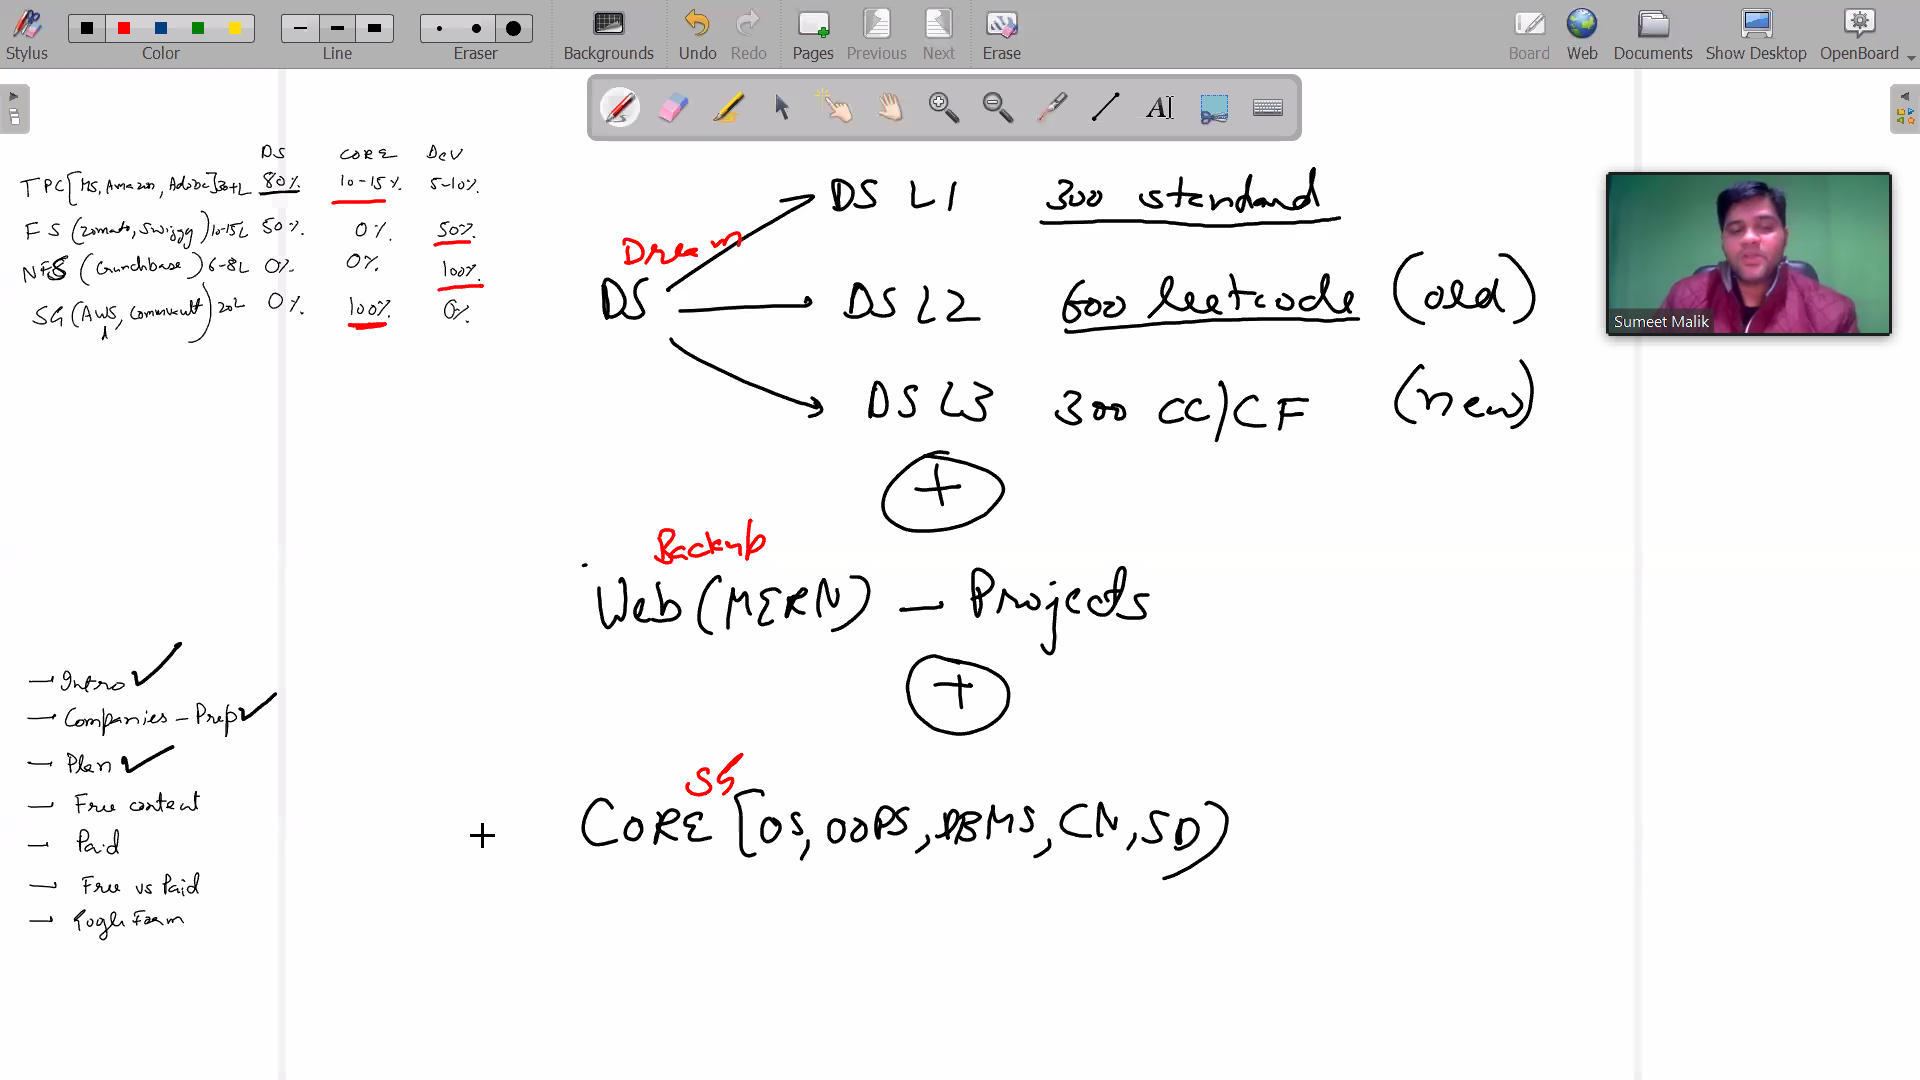 Stylus Color Line Eraser Backgrounds Undo Redo Pages Previous Next Erase Board Web Documents Show Desktop OpenBoard
DS CORE Dev
TPC [MS, Amazon, Adobe] 30+L 80% 10-15% 5-10%
FS (Zomato, Swiggy) 10-15L 50% 0% 50%
NFS (Crunchbase) 6-8L 0% 0% 100%
SG (AWS, Commvault) 20L 0% 100% 0%
DS L1 300 standard
Dream
DS DS L2 600 leetcode (old)
DS L3 300 CC/CF (new)
+
Backup
Web (MERN) - Projects
+
SG
CORE [OS, OOPS, DBMS, CN, SD)
- Intro
- Companies - Prep
- Plan
- Free content
- Paid
- Free vs Paid
- Form
Sumeet Malik